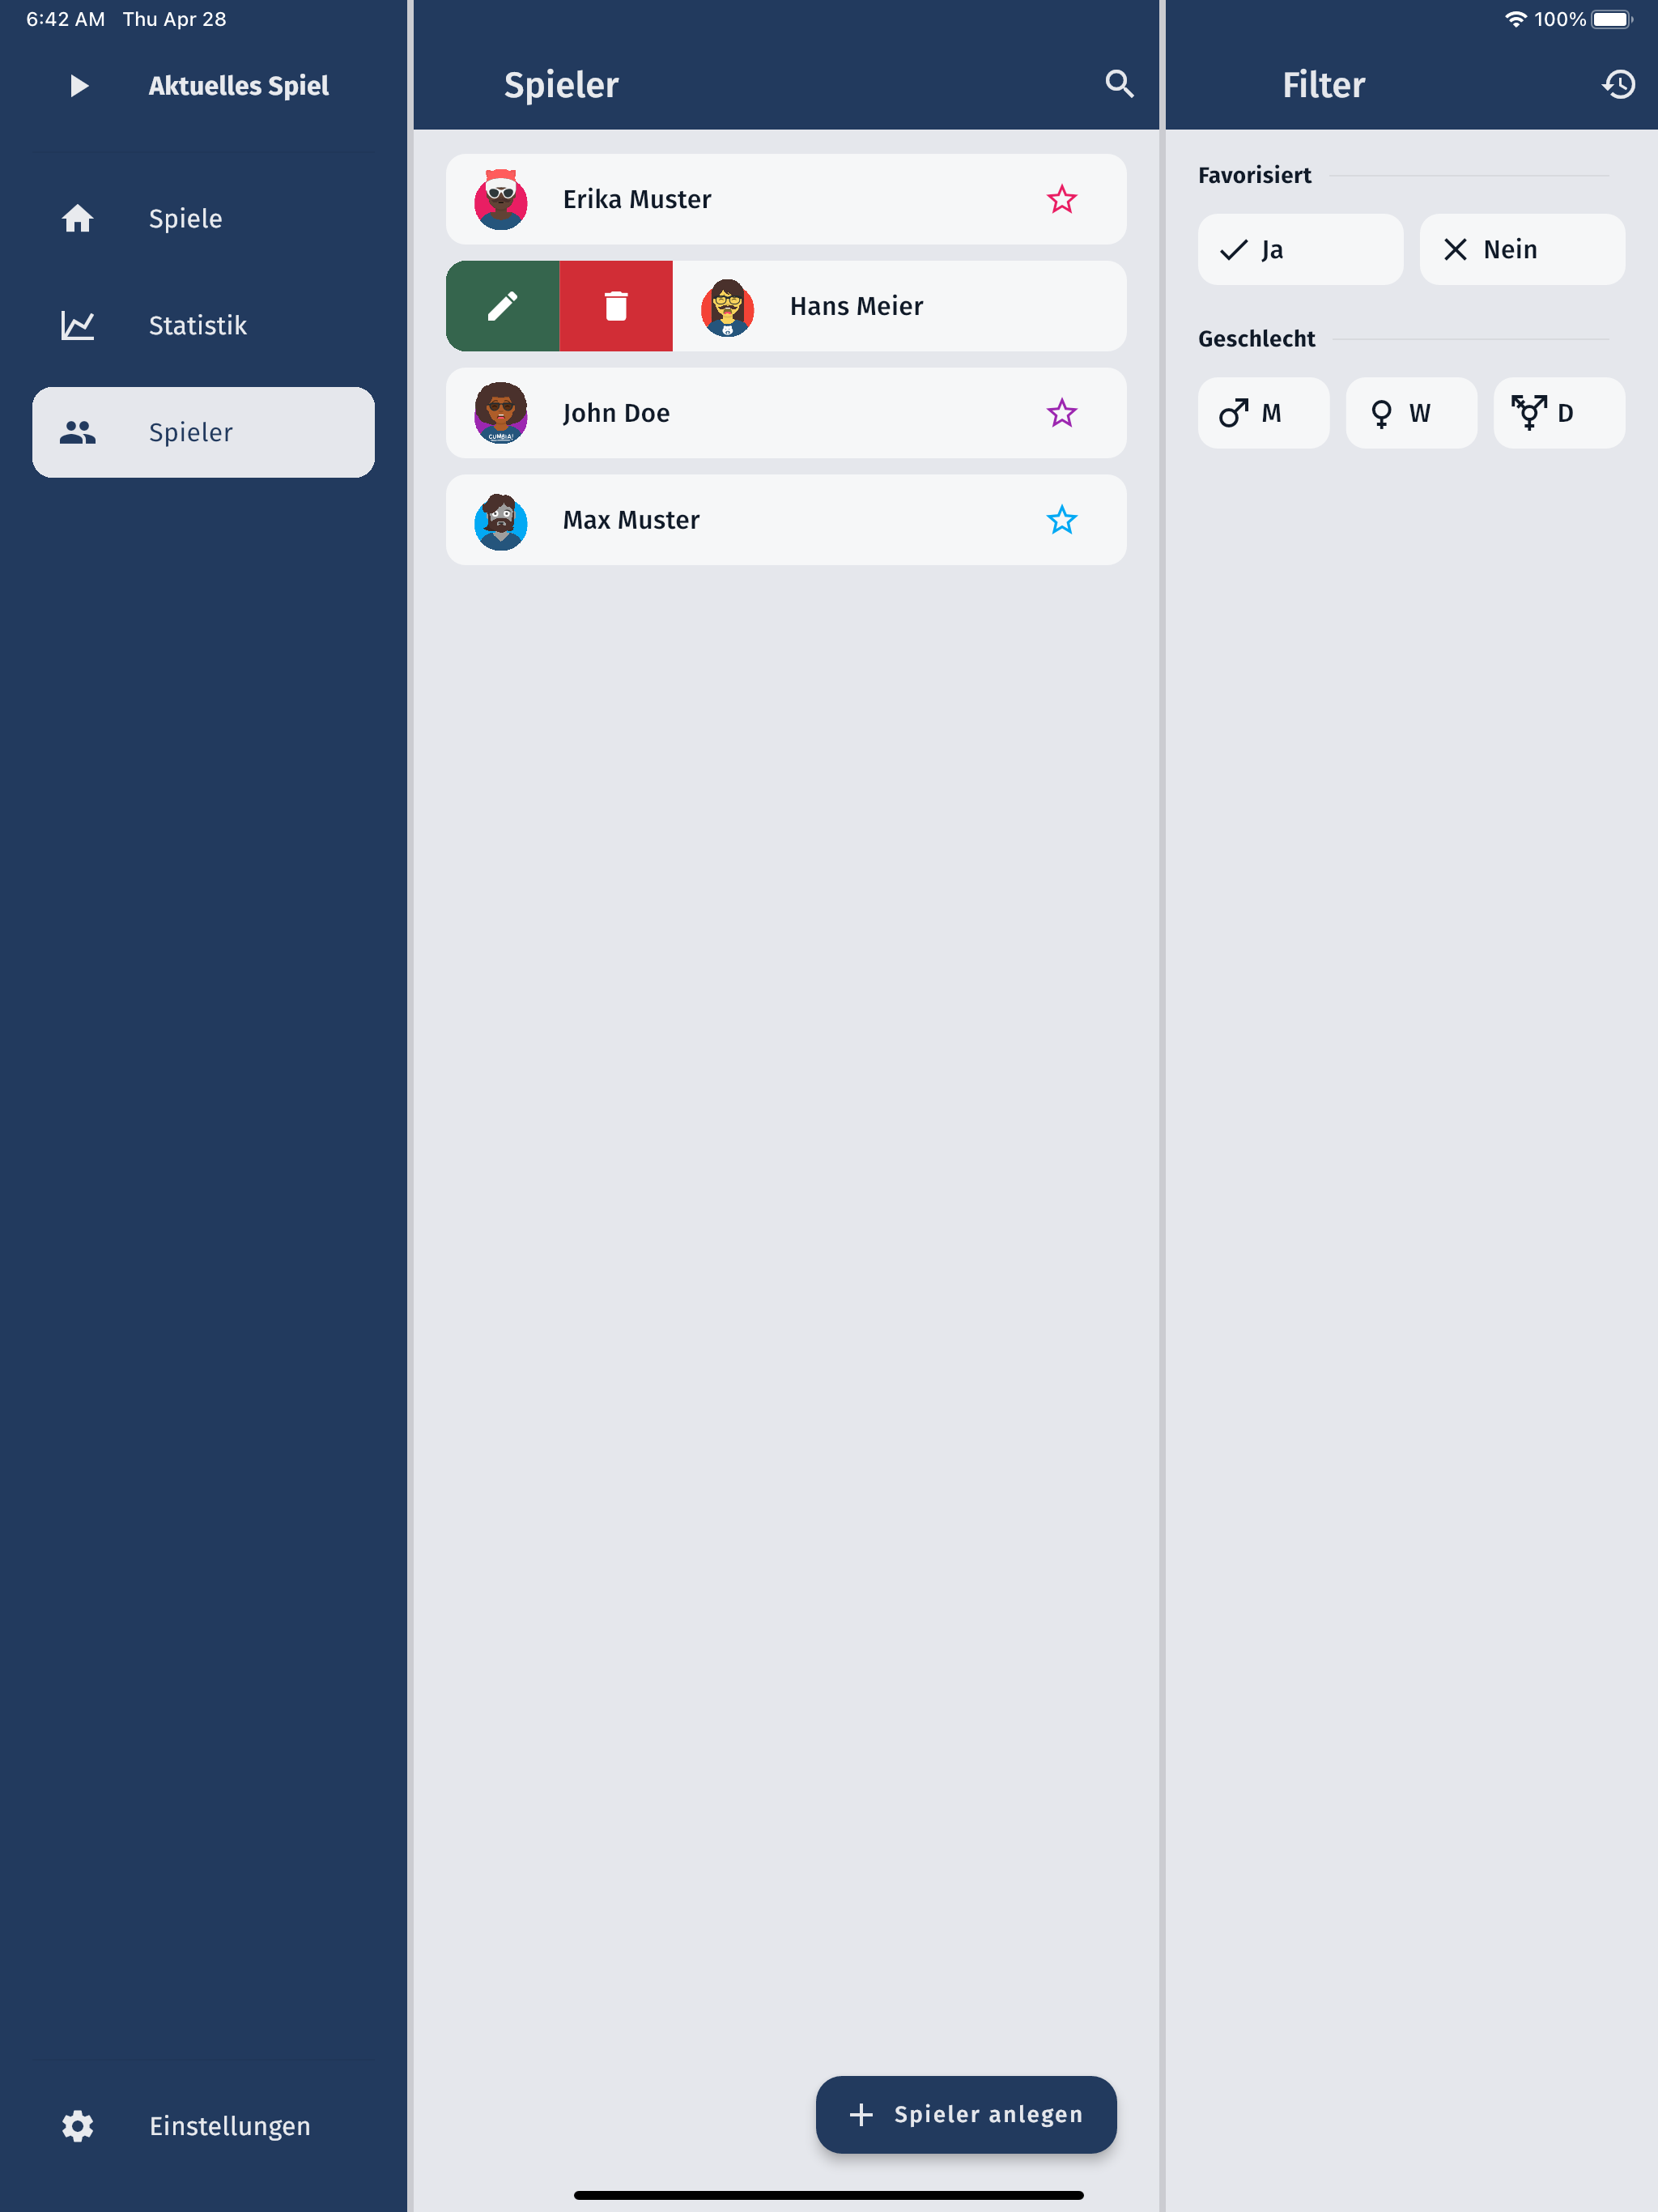 6:42 AM Thu Apr 28
100%
Aktuelles Spiel
Spiele
Statistik
Spieler
Einstellungen
Spieler
Erika Muster
Hans Meier
John Doe
CUMBIA!
Max Muster
Spieler anlegen
Filter
Favorisiert
Ja
Nein
Geschlecht
M
W
D